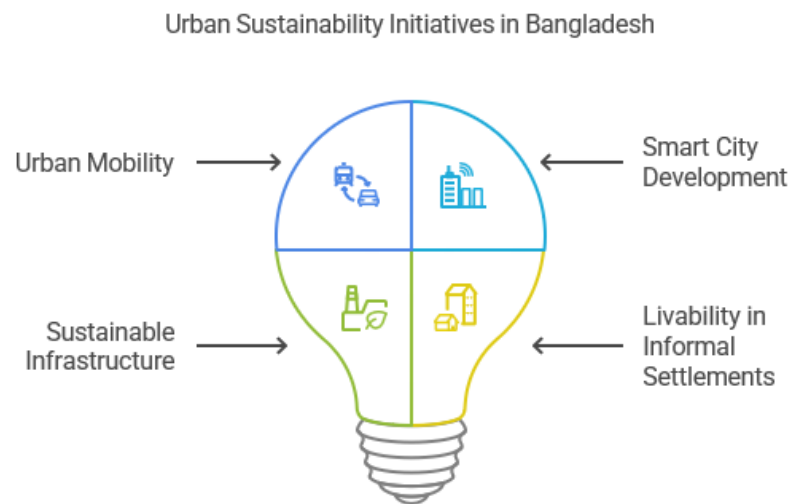 Urban Sustainability Initiatives in Bangladesh
Urban Mobility
Smart City
Development
Sustainable
Infrastructure
Livability in
Informal
Settlements